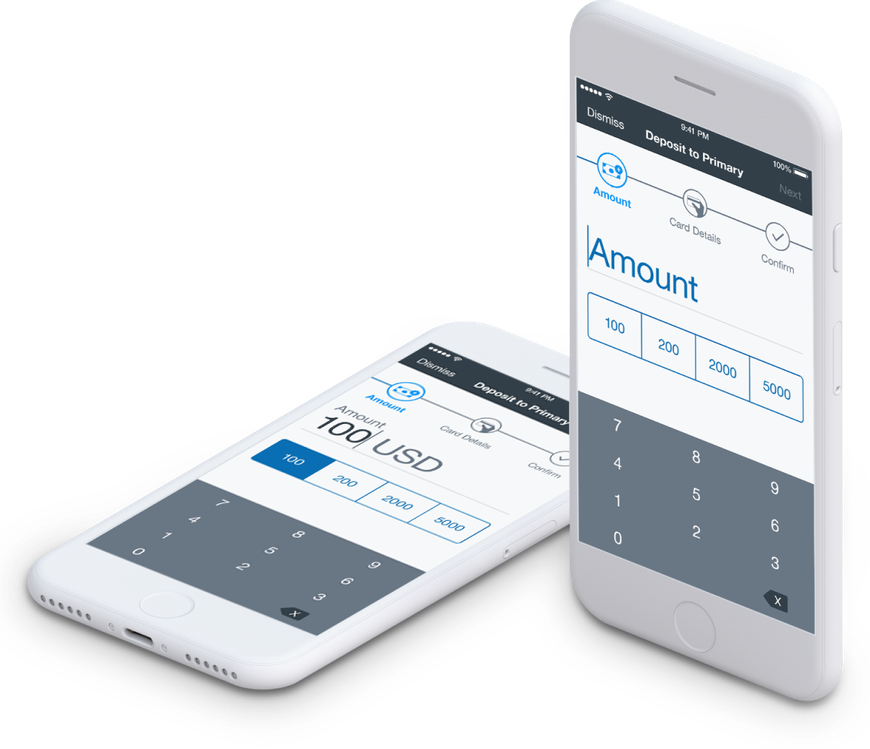 9:41 PM
100%
Dismiss
Deposit to Primary
Next
Amount
Card Details
Confirm
Amount
100
200
2000
5000
7
8
9
4
5
6
1
2
3
0
X
9:41 PM
Dismiss
Deposit to Primary
Amount
Card Details
Confirm
Amount
100 USD
100
200
2000
5000
7
8
9
4
5
6
1
2
3
0
X